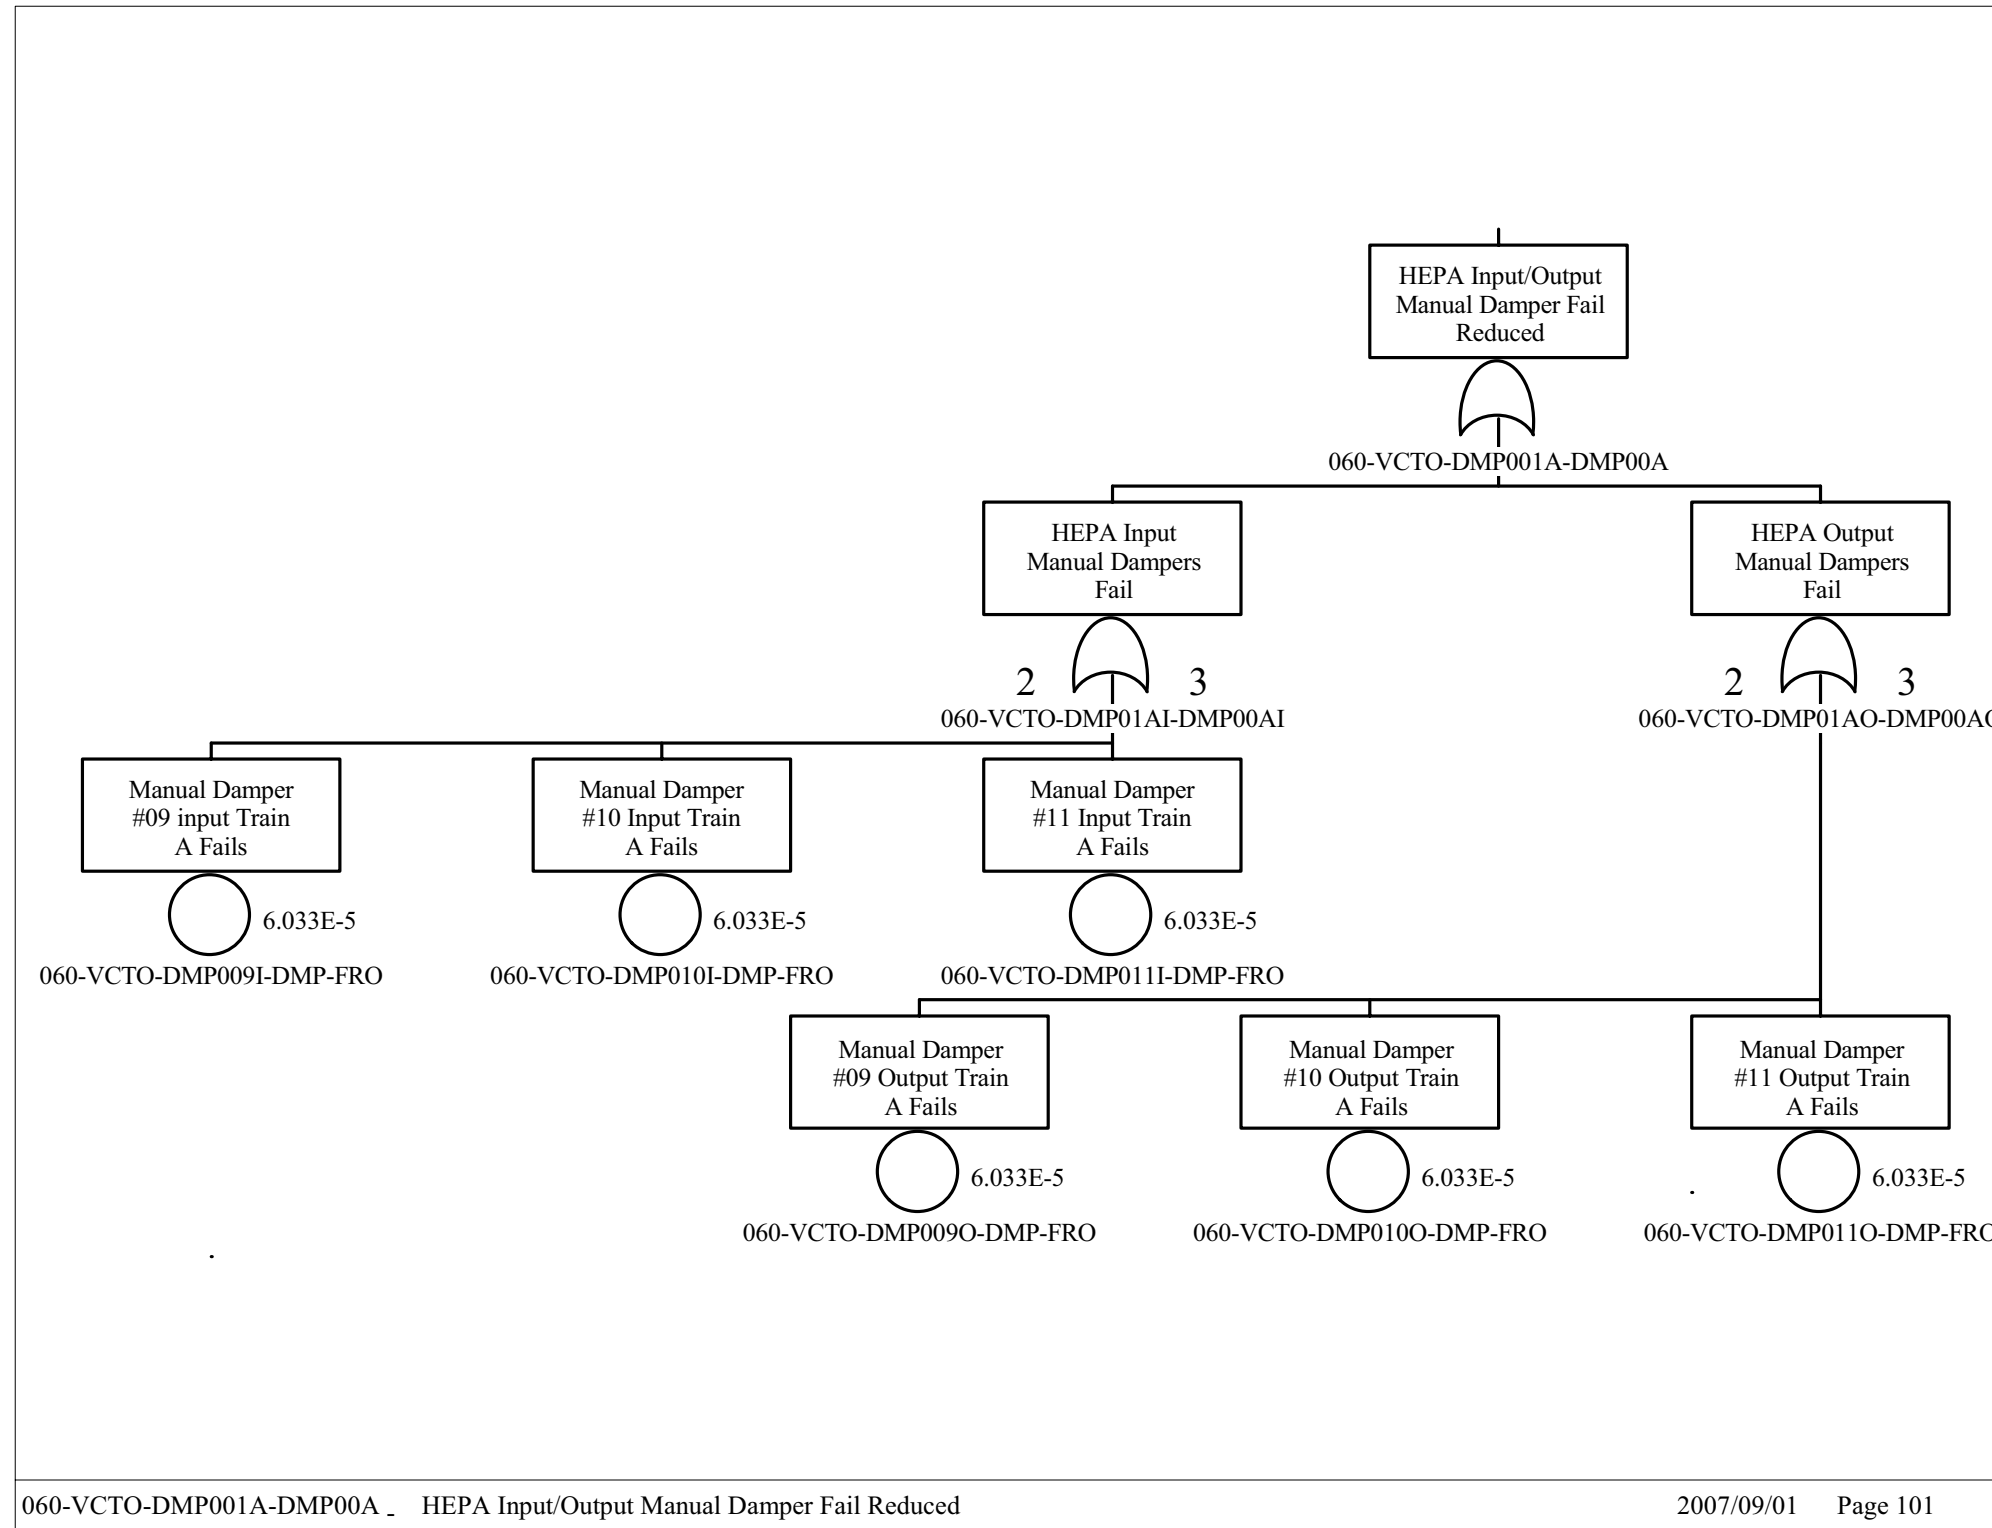 HEPA Input/Output
Manual Damper Fail
Reduced
060-VCTO-DMP001A-DMP00A
HEPA Input
Manual Dampers
Fail
2 3
060-VCTO-DMP01AI-DMP00AI
HEPA Output
Manual Dampers
Fail
2 3
060-VCTO-DMP01AO-DMP00AO
Manual Damper
#09 input Train
A Fails
6.033E-5
060-VCTO-DMP009I-DMP-FRO
Manual Damper
#10 Input Train
A Fails
6.033E-5
060-VCTO-DMP010I-DMP-FRO
Manual Damper
#11 Input Train
A Fails
6.033E-5
060-VCTO-DMP011I-DMP-FRO
Manual Damper
#09 Output Train
A Fails
6.033E-5
060-VCTO-DMP009O-DMP-FRO
Manual Damper
#10 Output Train
A Fails
6.033E-5
060-VCTO-DMP010O-DMP-FRO
Manual Damper
#11 Output Train
A Fails
6.033E-5
060-VCTO-DMP011O-DMP-FRO
060-VCTO-DMP001A-DMP00A _ HEPA Input/Output Manual Damper Fail Reduced 2007/09/01 Page 101